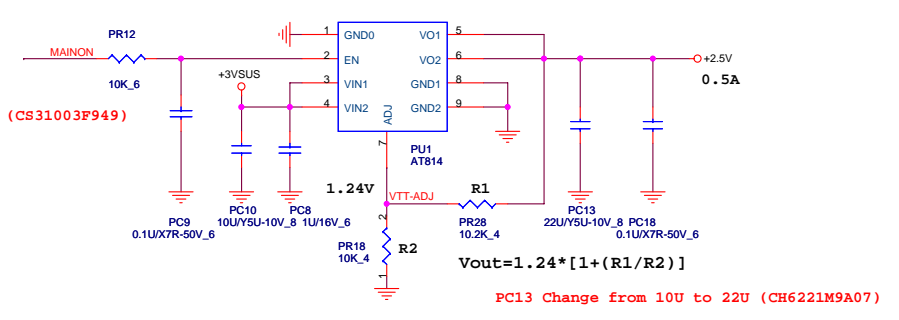 PR12
MAINON
10K_6
(CS31003F949)
+3VSUS
1
GND0
VO1
5
2
EN
VO2
6
3
VIN1
GND1
8
4
VIN2
GND2
9
ADJ
7
PU1
AT814
+2.5V
0.5A
1.24V
VTT-ADJ
R1
PR28
10.2K_4
2
PR18
10K_4
R2
1
PC9
0.1U/X7R-50V_6
PC10
10U/Y5U-10V_8
PC8
1U/16V_6
PC13
22U/Y5U-10V_8
PC18
0.1U/X7R-50V_6
Vout=1.24*[1+(R1/R2)]
PC13 Change from 10U to 22U (CH6221M9A07)